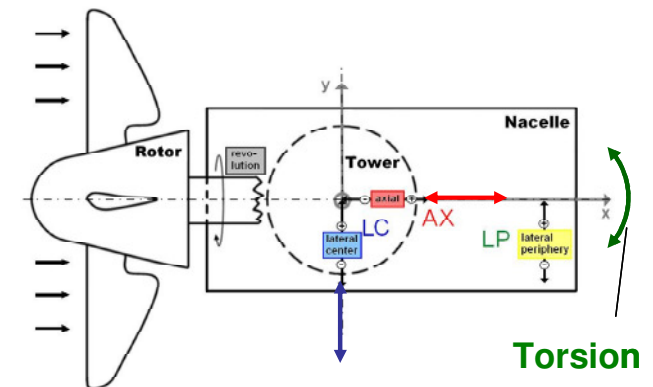 y
Nacelle
Rotor
revo-
lution
Tower
axial
x
LC
AX
LP
lateral
center
lateral
periphery
Torsion